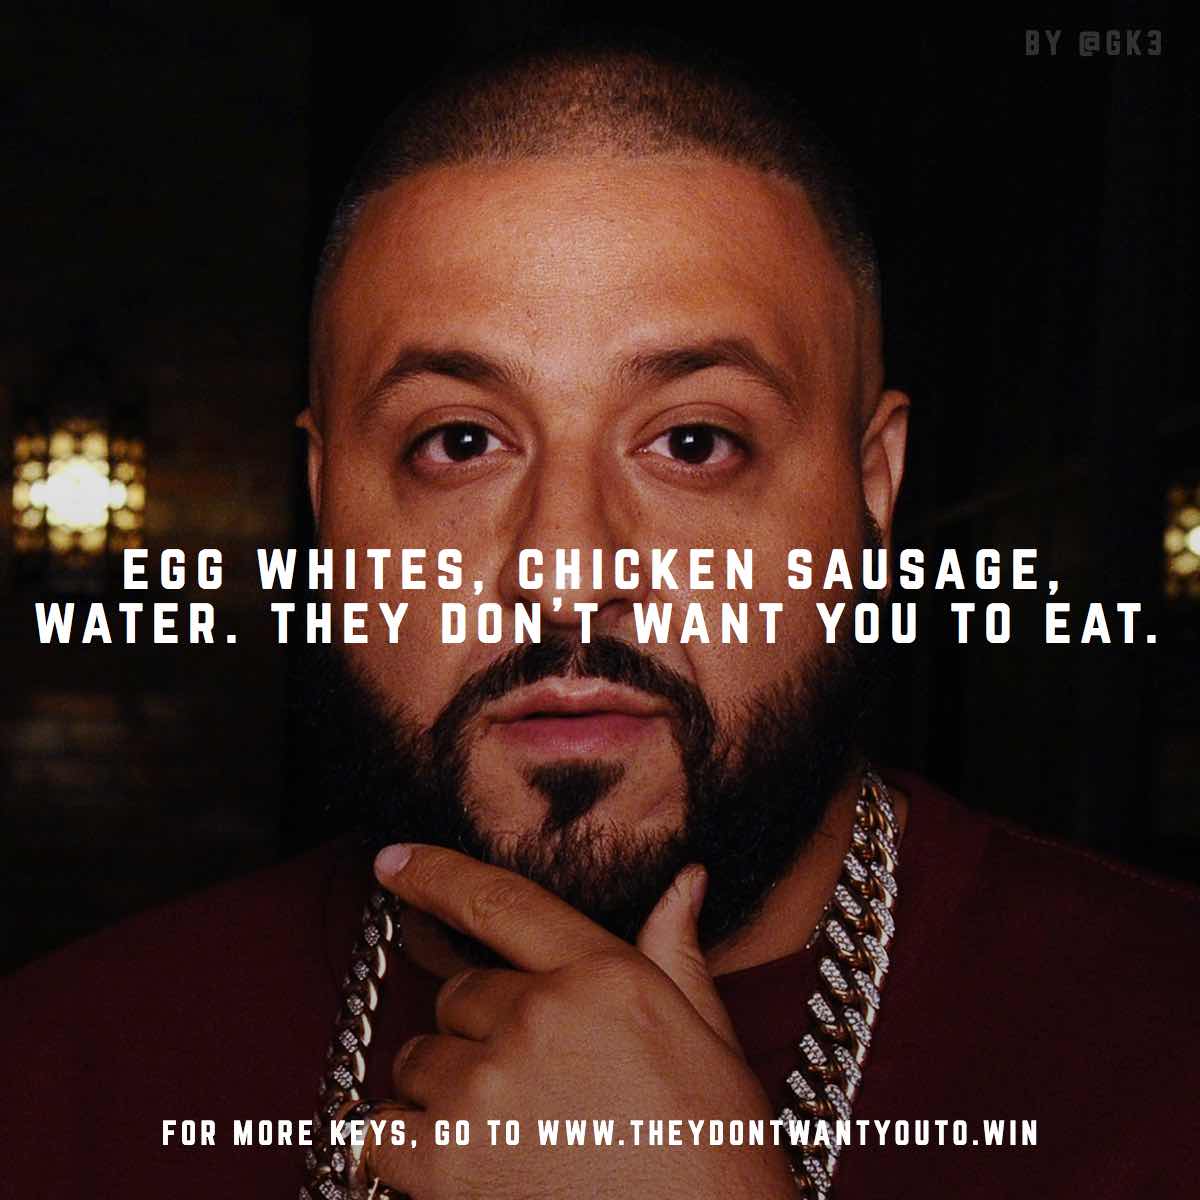 BY @GK3
EGG WHITES, CHICKEN SAUSAGE,
WATER. THEY DON'T WANT YOU TO EAT.
FOR MORE KEYS, GO TO WWW.THEYDONTWANTYOUTO.WIN